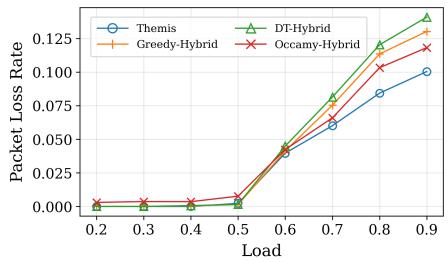 Themis
DT-Hybrid
Greedy-Hybrid
Occamy-Hybrid
Packet Loss Rate
0.125
0.100
0.075
0.050
0.025
0.000
0.2 0.3 0.4 0.5 0.6 0.7 0.8 0.9
Load